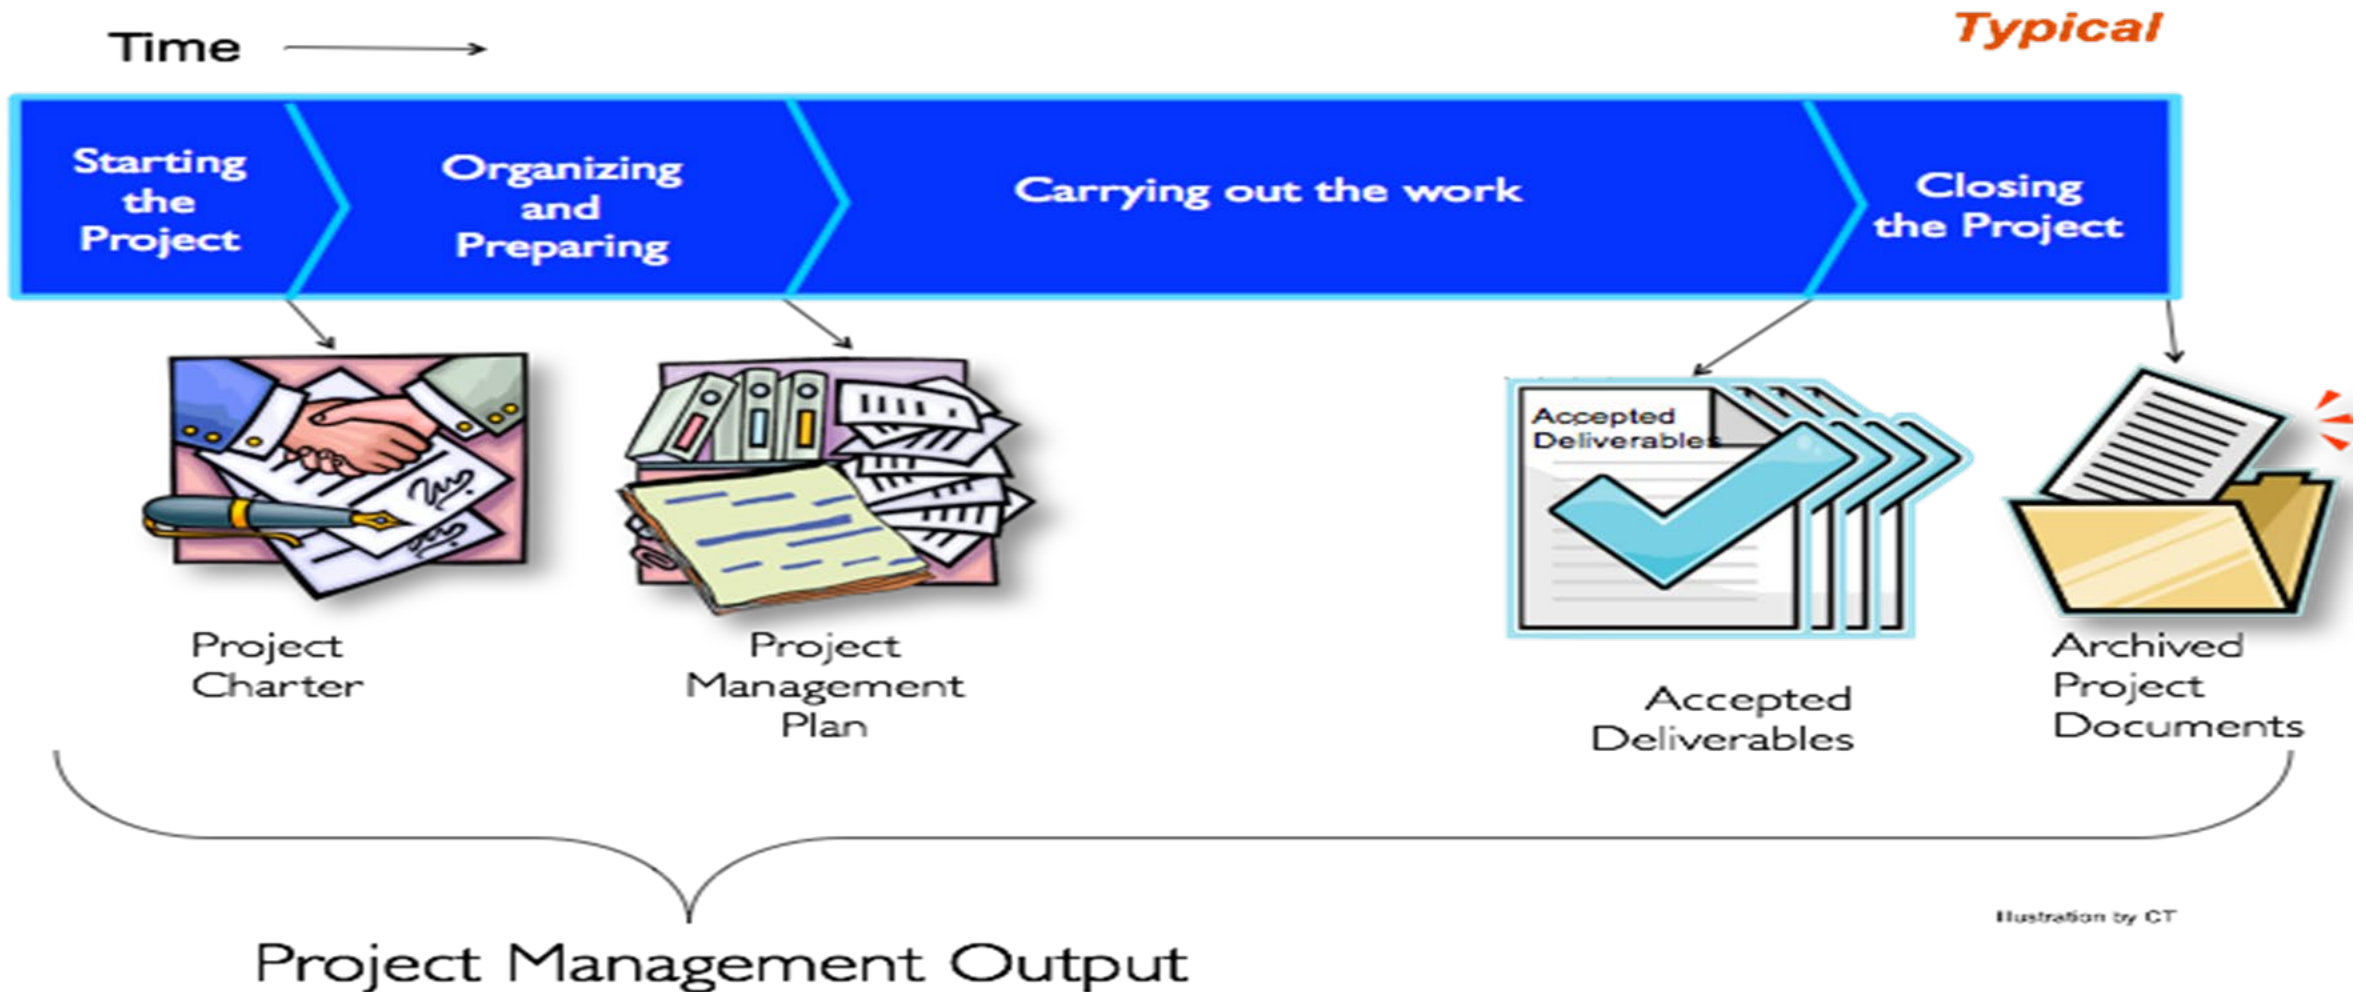 Time
Typical
Starting
the
Project
Organizing
and
Preparing
Carrying out the work
Closing
the Project
Accepted
Deliverables
Project
Charter
Project
Management
Plan
Accepted
Deliverables
Archived
Project
Documents
Illustration by CT
Project Management Output